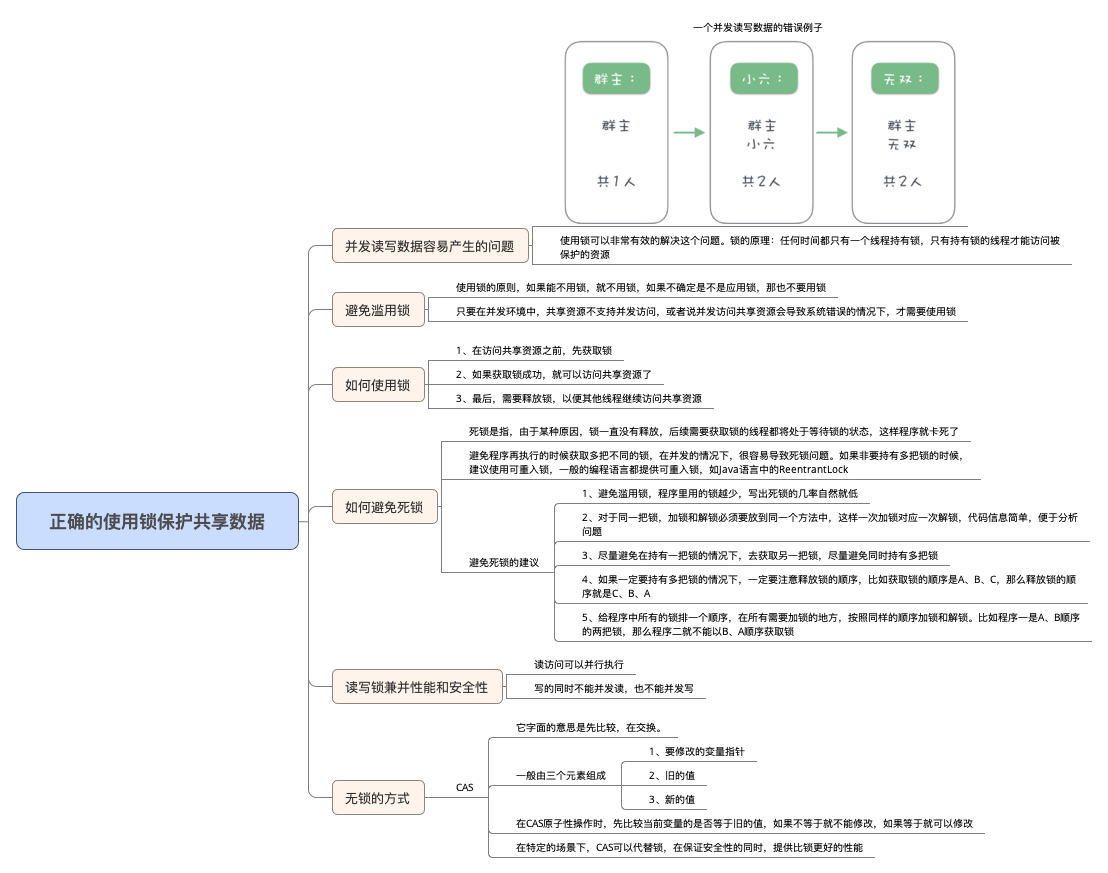 一个并发读写数据的错误例子
群主：
群主
共1人
小六：
群主
小六
共2人
无双：
群主
无双
共2人
正确的使用锁保护共享数据
并发读写数据容易产生的问题
使用锁可以非常有效的解决这个问题。锁的原理：任何时间都只有一个线程持有锁，只有持有锁的线程才能访问被
保护的资源
避免滥用锁
使用锁的原则，如果能不用锁，就不用锁，如果不确定是不是应用锁，那也不要用锁
只要在并发环境中，共享资源不支持并发访问，或者说并发访问共享资源会导致系统错误的情况下，才需要使用锁
如何使用锁
1、在访问共享资源之前，先获取锁
2、如果获取锁成功，就可以访问共享资源了
3、最后，需要释放锁，以便其他线程继续访问共享资源
如何避免死锁
死锁是指，由于某种原因，锁一直没有释放，后续需要获取锁的线程都将处于等待锁的状态，这样程序就卡死了
避免程序再执行的时候获取多把不同的锁，在并发的情况下，很容易导致死锁问题。如果非要持有多把锁的时候，
建议使用可重入锁，一般的编程语言都提供可重入锁，如Java语言中的ReentrantLock
避免死锁的建议
1、避免滥用锁，程序里用的锁越少，写出死锁的几率自然就低
2、对于同一把锁，加锁和解锁必须要放到同一个方法中，这样一次加锁对应一次解锁，代码信息简单，便于分析
问题
3、尽量避免在持有一把锁的情况下，去获取另一把锁，尽量避免同时持有多把锁
4、如果一定要持有多把锁的情况下，一定要注意释放锁的顺序，比如获取锁的顺序是A、B、C，那么释放锁的顺
序就是C、B、A
5、给程序中所有的锁排一个顺序，在所有需要加锁的地方，按照同样的顺序加锁和解锁。比如程序一是A、B顺序
的两把锁，那么程序二就不能以B、A顺序获取锁
读写锁兼并性能和安全性
读访问可以并行执行
写的同时不能并发读，也不能并发写
无锁的方式
CAS
它字面的意思是先比较，在交换。
一般由三个元素组成
1、要修改的变量指针
2、旧的值
3、新的值
在CAS原子性操作时，先比较当前变量的是否等于旧的值，如果不等于就不能修改，如果等于就可以修改
在特定的场景下，CAS可以代替锁，在保证安全性的同时，提供比锁更好的性能